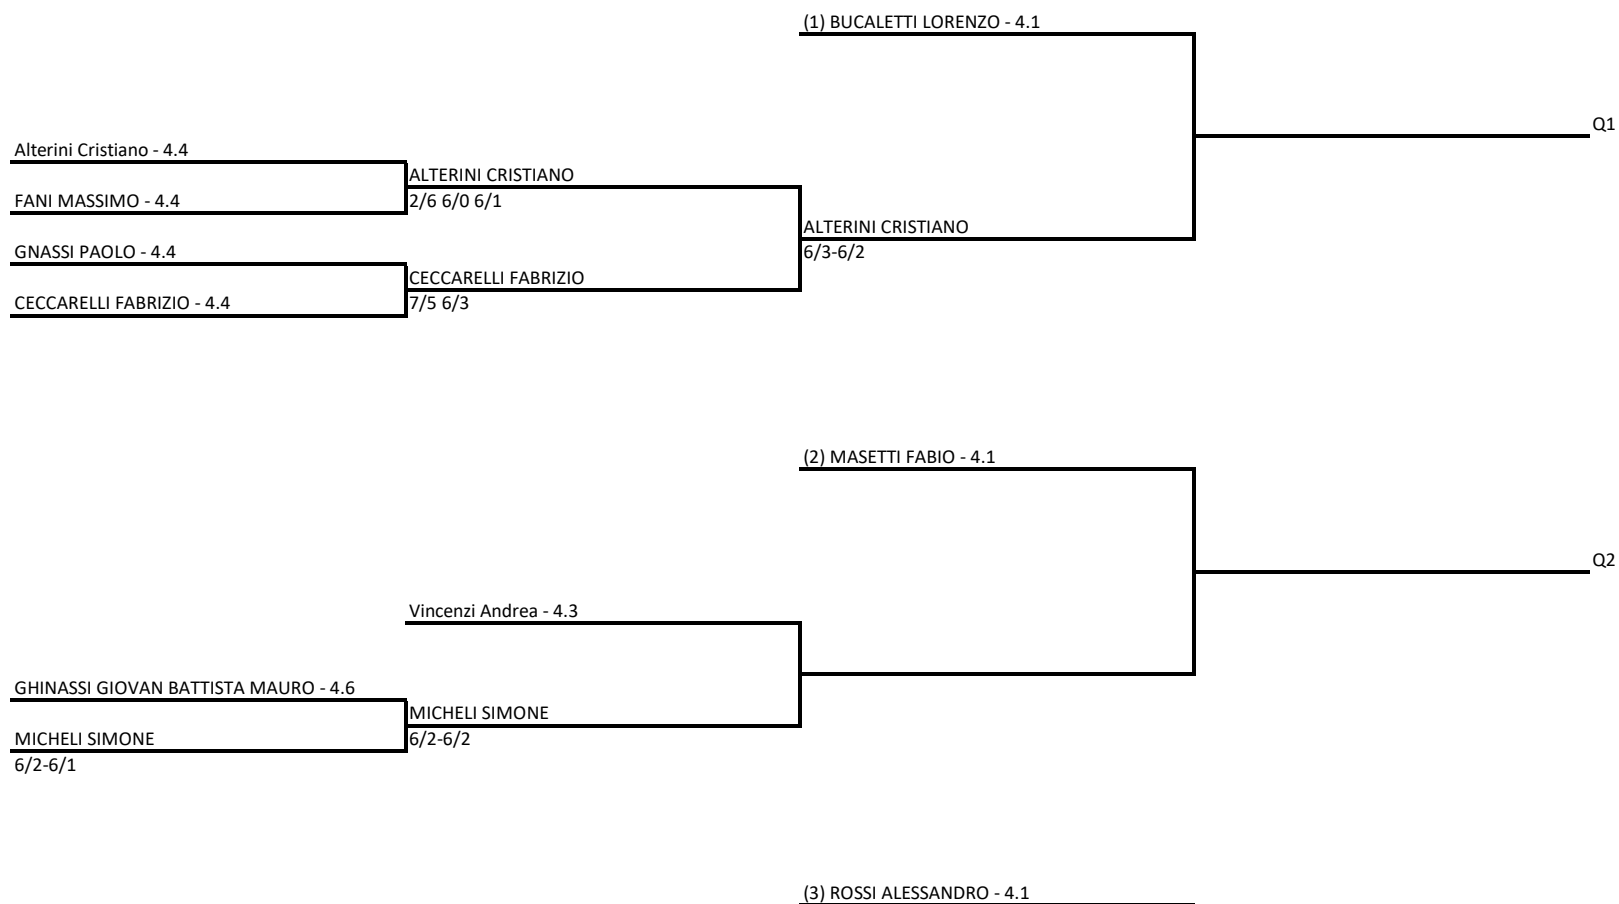 (1) BUCALETTI LORENZO - 4.1
Q1
Alterini Cristiano - 4.4
ALTERINI CRISTIANO
FANI MASSIMO - 4.4
2/6 6/0 6/1
ALTERINI CRISTIANO
GNASSI PAOLO - 4.4
6/3-6/2
CECCARELLI FABRIZIO
CECCARELLI FABRIZIO - 4.4
7/5 6/3
(2) MASETTI FABIO - 4.1
Q2
Vincenzi Andrea - 4.3
GHINASSI GIOVAN BATTISTA MAURO - 4.6
MICHELI SIMONE
MICHELI SIMONE
6/2-6/2
6/2-6/1
(3) ROSSI ALESSANDRO - 4.1